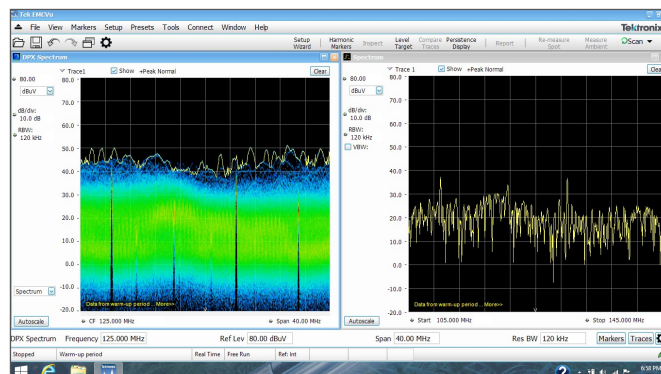 Tek EMCVu
File View Markers Setup Presets Tools Connect Window Help
Tektronix
Setup Wizard Harmonic Markers Inspect Level Target Compare Traces Persistence Display Report Re-measure Spot Measure Ambient Scan
DPX Spectrum
Trace1 Show +Peak Normal Clear
80.00
dBuV
dB/div:
10.0 dB
RBW:
120 kHz
80.0
70.0
60.0
50.0
40.0
30.0
20.0
10.0
0.0
-10.0
-20.0
Data from warm-up period ... More>>
Spectrum
Autoscale CF 125.000 MHz Span 40.00 MHz
Spectrum
Trace 1 Show +Peak Normal Clea
80.00
dBuV
dB/div:
10.0 dB
RBW:
120 kHz
VBW:
80.0
70.0
60.0
50.0
40.0
30.0
20.0
10.0
0.0
-10.0
-20.0
Data from warm-up period ... More>>
Autoscale Start 105.000 MHz Stop 145.000 MHz
DPX Spectrum Frequency 125.000 MHz Ref Lev 80.00 dBuV Span 40.00 MHz Res BW 120 kHz Markers Traces
Stopped Warm-up period Real Time Free Run Ref: Int
6:58 PM